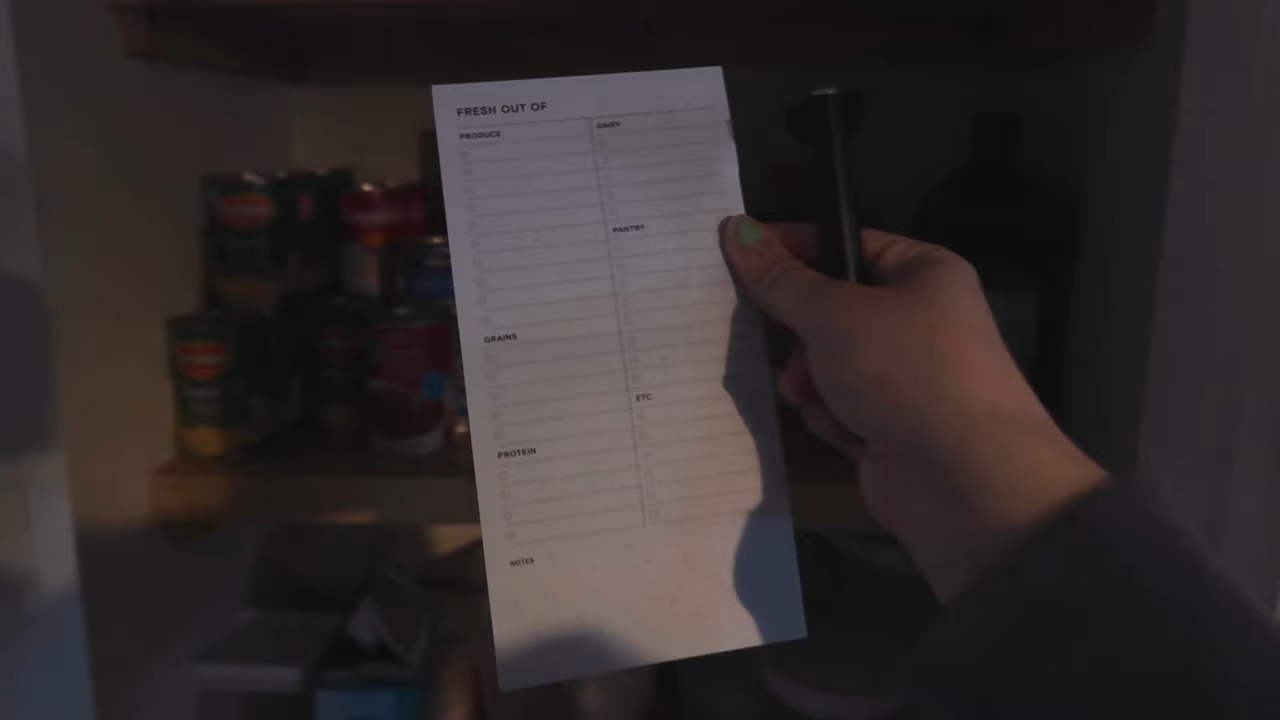 FRESH OUT OF
PRODUCE
DAIRY
PANTRY
GRAINS
ETC
PROTEIN
NOTES